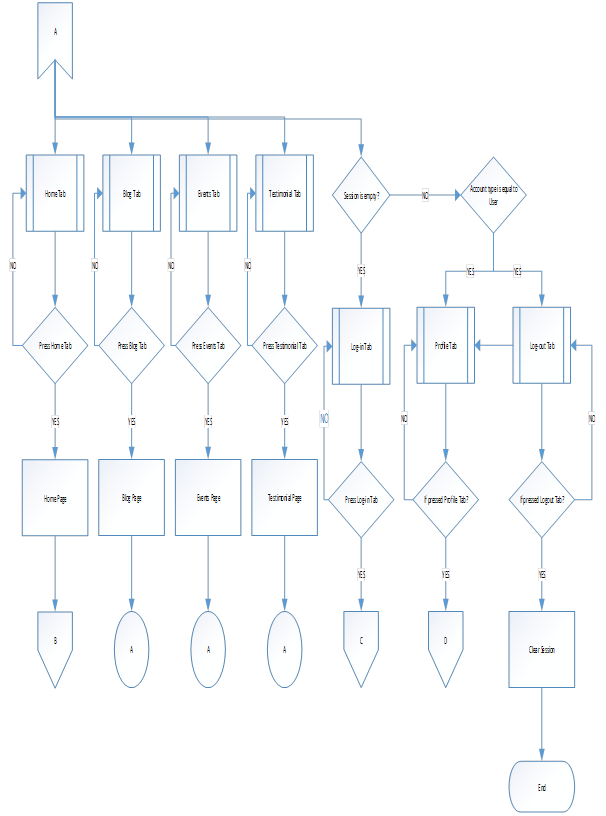 A
Home Tab
Blog Tab
Events Tab
Testimonial Tab
Session is empty?
NO
Account type is equal to
User
NO
NO
NO
NO
YES
YES
YES
Press Home Tab
Press Blog Tab
Press Events Tab
Press Testimonial Tab
Log-in Tab
Profile Tab
Log-out Tab
YES
YES
YES
YES
NO
NO
NO
Home Page
Blog Page
Events Page
Testimonial Page
Press Log-in Tab
If pressed Profile Tab?
If pressed Logout Tab?
YES
YES
YES
B
A
A
A
C
D
Clear Session
End